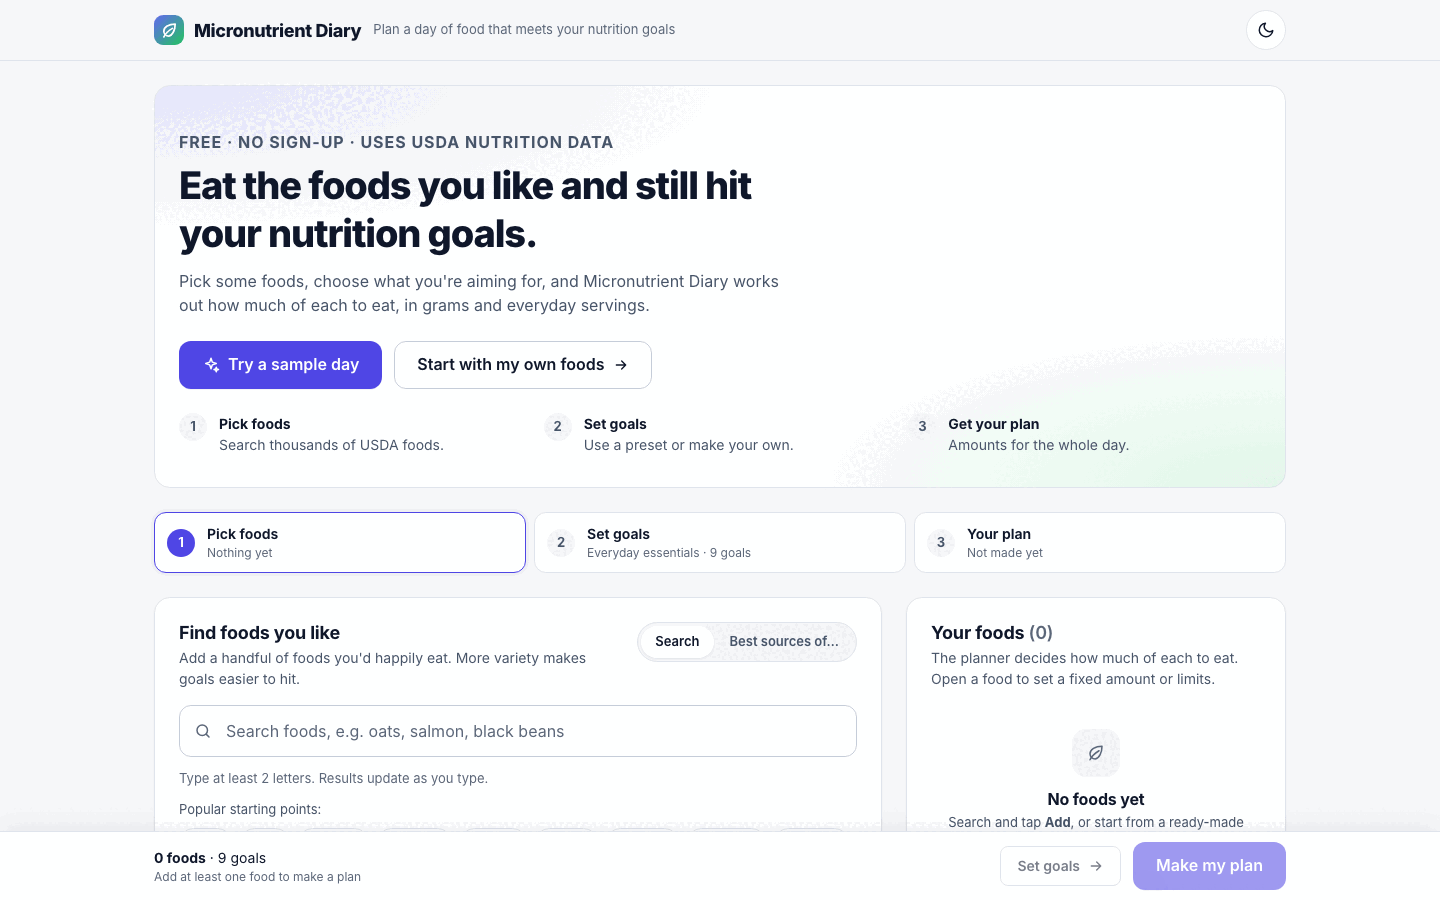 Micronutrient Diary Plan a day of food that meets your nutrition goals
FREE · NO SIGN-UP · USES USDA NUTRITION DATA
Eat the foods you like and still hit
your nutrition goals.
Pick some foods, choose what you're aiming for, and Micronutrient Diary works
out how much of each to eat, in grams and everyday servings.
Try a sample day
Start with my own foods →
1 Pick foods
Search thousands of USDA foods.
2 Set goals
Use a preset or make your own.
3 Get your plan
Amounts for the whole day.
1 Pick foods
Nothing yet
2 Set goals
Everyday essentials · 9 goals
3 Your plan
Not made yet
Find foods you like
Add a handful of foods you'd happily eat. More variety makes
goals easier to hit.
Search
Best sources of...
Search foods, e.g. oats, salmon, black beans
Type at least 2 letters. Results update as you type.
Popular starting points:
Your foods (0)
The planner decides how much of each to eat.
Open a food to set a fixed amount or limits.
No foods yet
Search and tap Add, or start from a ready-made
0 foods · 9 goals
Add at least one food to make a plan
Set goals →
Make my plan